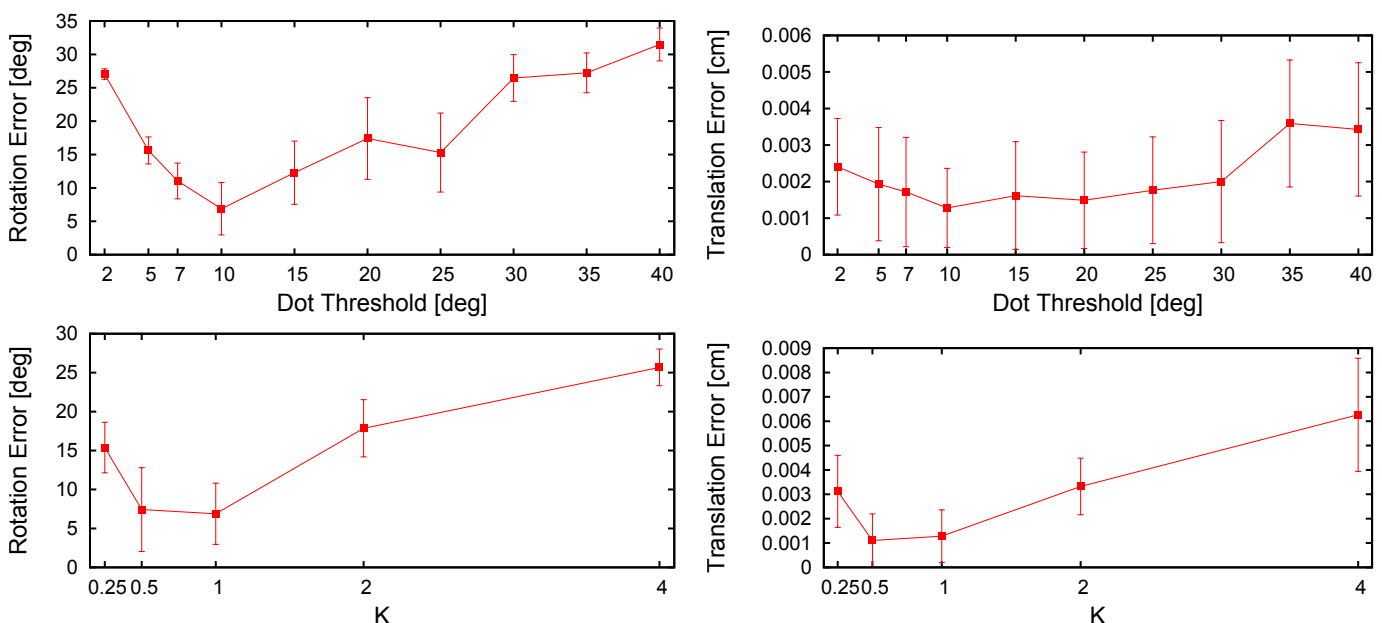 35
30
25
20
15
10
5
0
Rotation Error [deg]
2 5 7 10 15 20 25 30 35 40
Dot Threshold [deg]
0.006
0.005
0.004
0.003
0.002
0.001
0
Translation Error [cm]
2 5 7 10 15 20 25 30 35 40
Dot Threshold [deg]
30
25
20
15
10
5
0
Rotation Error [deg]
0.25 0.5 1 2 4
K
0.009
0.008
0.007
0.006
0.005
0.004
0.003
0.002
0.001
0
Translation Error [cm]
0.25 0.5 1 2 4
K